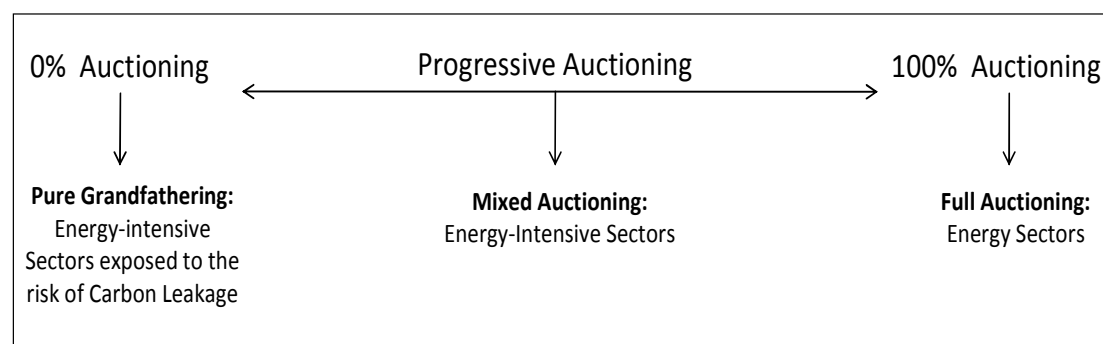 0% Auctioning
Progressive Auctioning
100% Auctioning
Pure Grandfathering:
Energy-intensive
Sectors exposed to the
risk of Carbon Leakage
Mixed Auctioning:
Energy-Intensive Sectors
Full Auctioning:
Energy Sectors